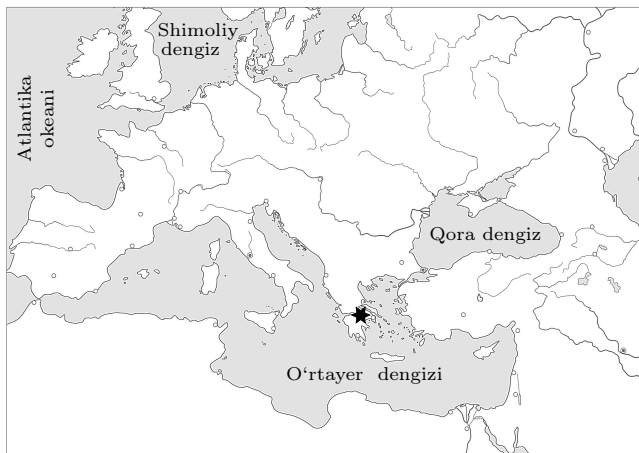 Shimoliy
dengiz
Atlantika
okeani
Qora dengiz
O‘rtayer dengizi